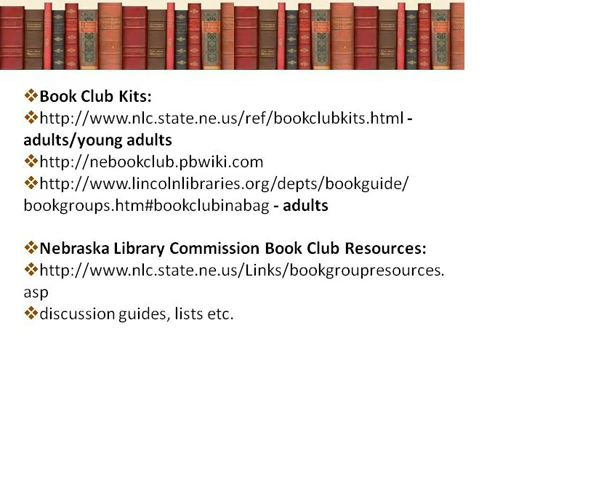 ❖Book Club Kits:
❖http://www.nlc.state.ne.us/ref/bookclubkits.html -
adults/young adults
❖http://nebookclub.pbwiki.com
❖http://www.lincolnlibraries.org/depts/bookguide/
bookgroups.htm#bookclubinabag - adults
❖Nebraska Library Commission Book Club Resources:
❖http://www.nlc.state.ne.us/Links/bookgroupresources.
asp
❖discussion guides, lists etc.